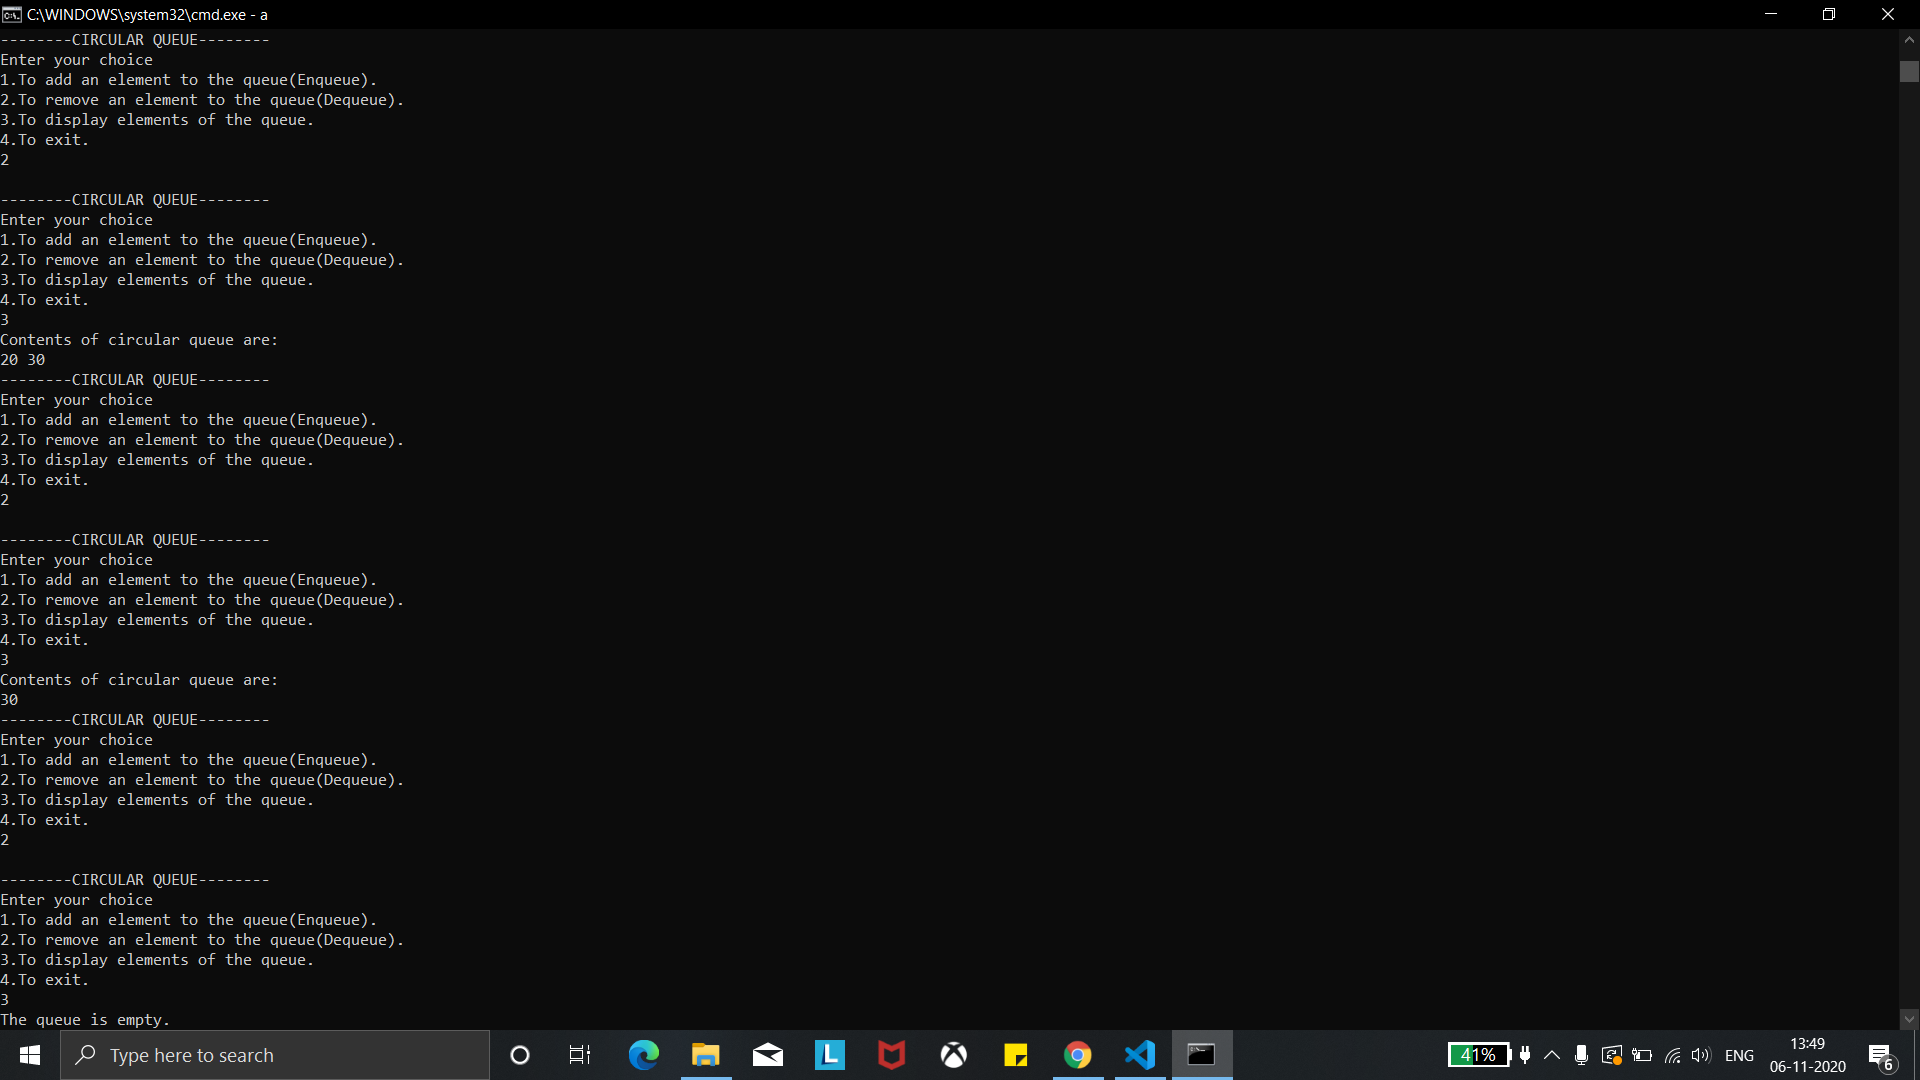 C:\WINDOWS\system32\cmd.exe - a
--------CIRCULAR QUEUE--------
Enter your choice
1.To add an element to the queue(Enqueue).
2.To remove an element to the queue(Dequeue).
3.To display elements of the queue.
4.To exit.
2
--------CIRCULAR QUEUE--------
Enter your choice
1.To add an element to the queue(Enqueue).
2.To remove an element to the queue(Dequeue).
3.To display elements of the queue.
4.To exit.
3
Contents of circular queue are:
20 30
--------CIRCULAR QUEUE--------
Enter your choice
1.To add an element to the queue(Enqueue).
2.To remove an element to the queue(Dequeue).
3.To display elements of the queue.
4.To exit.
2
--------CIRCULAR QUEUE--------
Enter your choice
1.To add an element to the queue(Enqueue).
2.To remove an element to the queue(Dequeue).
3.To display elements of the queue.
4.To exit.
3
Contents of circular queue are:
30
--------CIRCULAR QUEUE--------
Enter your choice
1.To add an element to the queue(Enqueue).
2.To remove an element to the queue(Dequeue).
3.To display elements of the queue.
4.To exit.
2
--------CIRCULAR QUEUE--------
Enter your choice
1.To add an element to the queue(Enqueue).
2.To remove an element to the queue(Dequeue).
3.To display elements of the queue.
4.To exit.
3
The queue is empty.
Type here to search
L
41%
ENG
13:49
06-11-2020
6